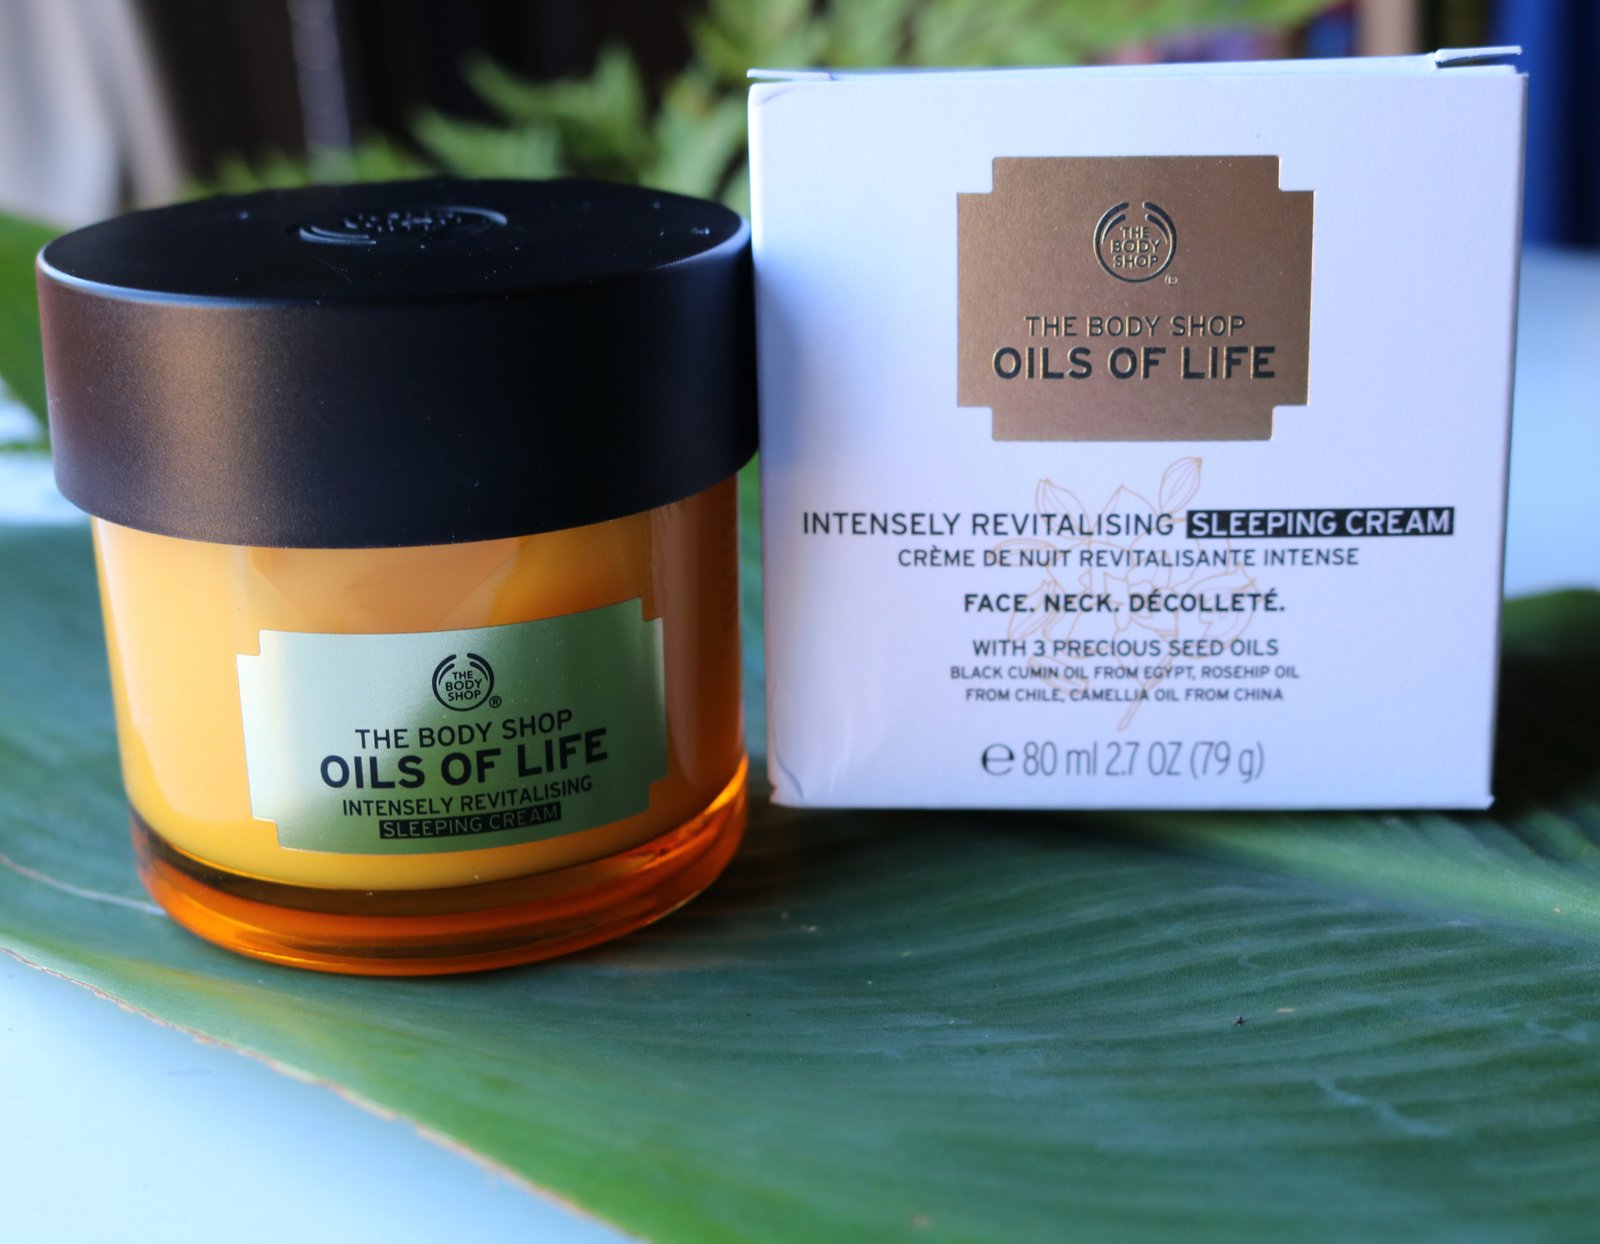 THE
BODY
SHOP
®
THE BODY SHOP
OILS OF LIFE
INTENSELY REVITALISING
SLEEPING CREAM
THE
BODY
SHOP
®
THE BODY SHOP
OILS OF LIFE
INTENSELY REVITALISING SLEEPING CREAM
CRÈME DE NUIT REVITALISANTE INTENSE
FACE. NECK. DÉCOLLETÉ.
WITH 3 PRECIOUS SEED OILS
BLACK CUMIN OIL FROM EGYPT, ROSEHIP OIL
FROM CHILE, CAMELLIA OIL FROM CHINA
℮ 80 ml 2.7 OZ (79 g)